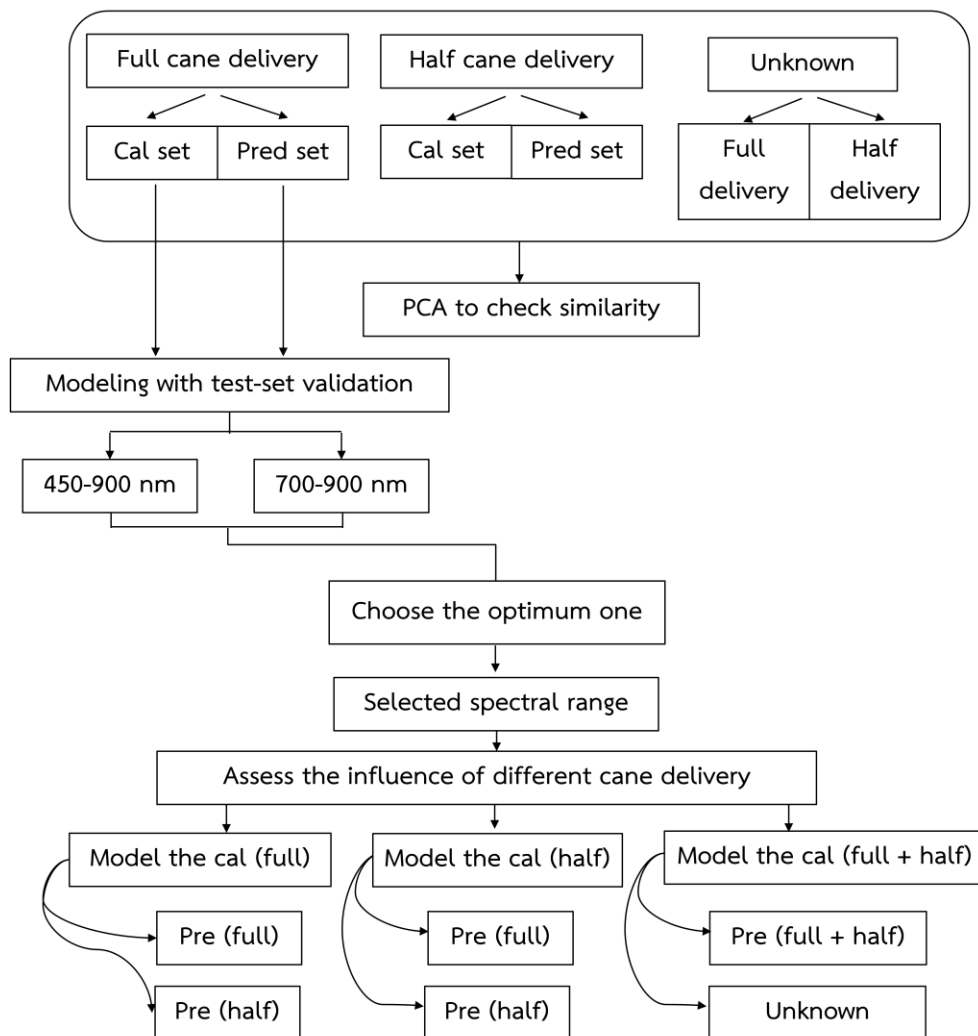 Full cane delivery
Half cane delivery
Unknown
Cal set
Pred set
Cal set
Pred set
Full
delivery
Half
delivery
PCA to check similarity
Modeling with test-set validation
450-900 nm
700-900 nm
Choose the optimum one
Selected spectral range
Assess the influence of different cane delivery
Model the cal (full)
Model the cal (half)
Model the cal (full + half)
Pre (full)
Pre (full)
Pre (full + half)
Pre (half)
Pre (half)
Unknown